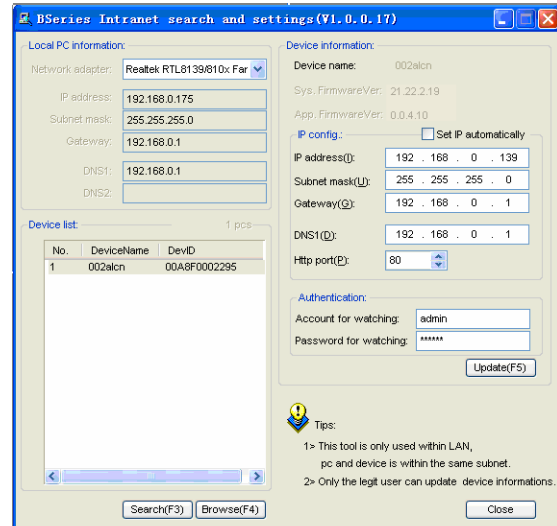 BSeries Intranet search and settings(V1.0.0.17)
Local PC information:
Network adapter: Realtek RTL8139/810x Far
IP address: 192.168.0.175
Subnet mask: 255.255.255.0
Gateway: 192.168.0.1
DNS1: 192.168.0.1
DNS2:
Device list: 1 pcs
No. DeviceName DevID
1 002alcn 00A8F0002295
Search(F3) Browse(F4)
Device information:
Device name: 002alcn
Sys. FirmwareVer: 21.22.2.19
App. FirmwareVer: 0.0.4.10
IP config.: Set IP automatically
IP address(I): 192 . 168 . 0 . 139
Subnet mask(U): 255 . 255 . 255 . 0
Gateway(G): 192 . 168 . 0 . 1
DNS1(D): 192 . 168 . 0 . 1
Http port(P): 80
Authentication:
Account for watching: admin
Password for watching: ******
Update(F5)
Tips:
1> This tool is only used within LAN,
pc and device is within the same subnet.
2> Only the legit user can update device informations.
Close